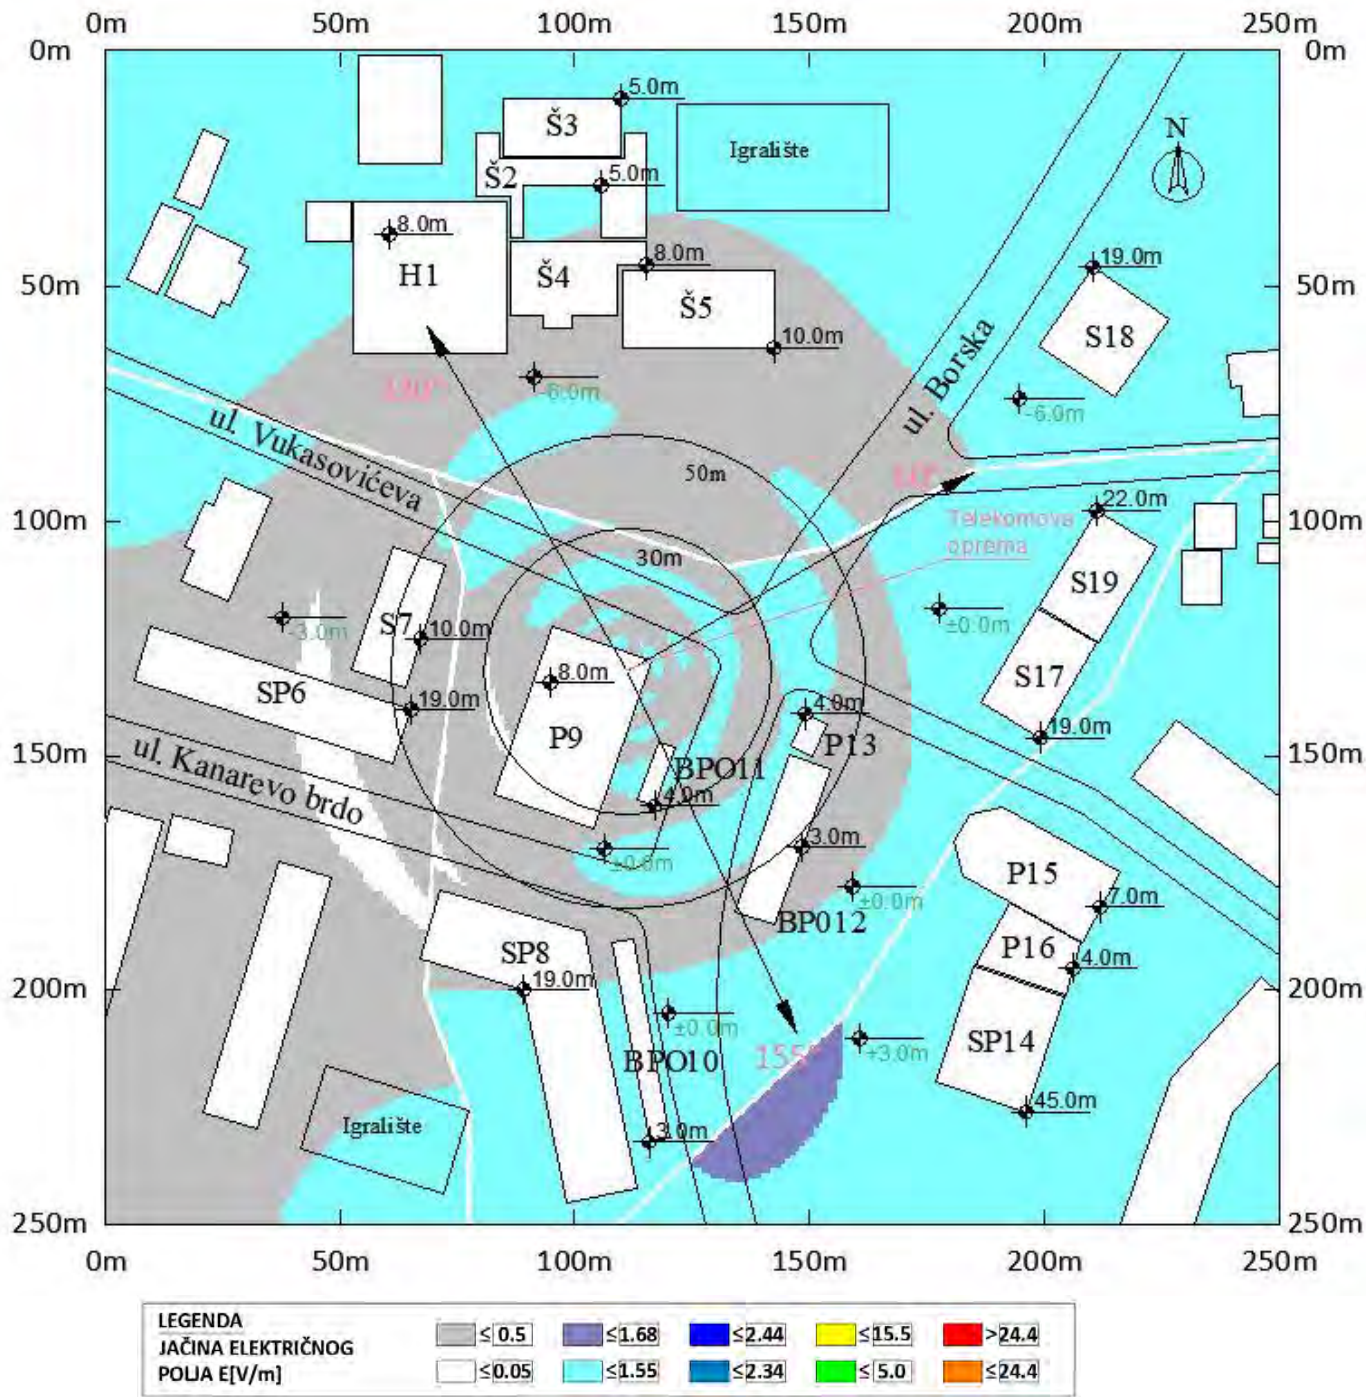 0m 50m 100m 150m 200m 250m
0m 0m
5.0m
Š3
Igralište
N
Š2
5.0m
8.0m
8.0m
19.0m
H1
Š4
Š5
50m 50m
10.0m
S18
ul. Borska
-6.0m
-6.0m
ul. Vukasovićeva
50m
22.0m
100m 100m
Telekomova
oprema
30m
S19
±0.0m
-3.0m
S7
10.0m
8.0m
S17
SP6
19.0m
4.0m
19.0m
P9
P13
150m 150m
ul. Kanarevo brdo
BPO11
4.0m
3.0m
±0.0m
P15
±0.0m
7.0m
BP012
SP8
P16
4.0m
19.0m
200m 200m
±0.0m
+3.0m
SP14
BPO10
155°
45.0m
Igralište
3.0m
250m 250m
0m 50m 100m 150m 200m 250m
LEGENDA
JAČINA ELEKTRIČNOG
POLJA E[V/m]
≤ 0.5 ≤1.68 ≤2.44 ≤15.5 >24.4
≤0.05 ≤1.55 ≤2.34 ≤ 5.0 ≤24.4